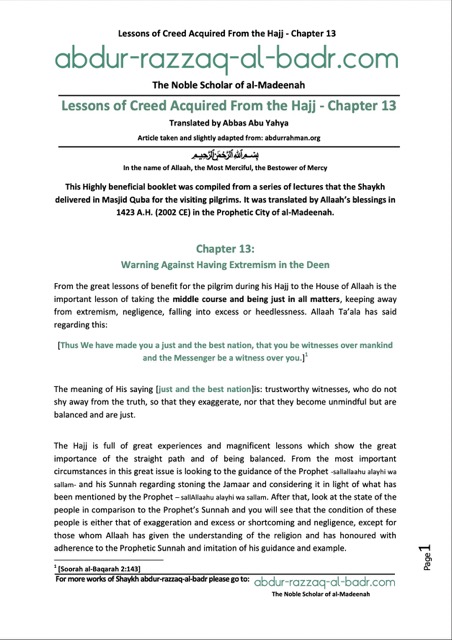 Lessons of Creed Acquired From the Hajj - Chapter 13
abdur-razzaq-al-badr.com
The Noble Scholar of al-Madeenah
Lessons of Creed Acquired From the Hajj - Chapter 13
Translated by Abbas Abu Yahya
Article taken and slightly adapted from: abdurrahman.org
بِسْمِ اللهِ الرَّحْمَنِ الرَّحِيمِ
In the name of Allaah, the Most Merciful, the Bestower of Mercy
This Highly beneficial booklet was compiled from a series of lectures that the Shaykh
delivered in Masjid Quba for the visiting pilgrims. It was translated by Allaah's blessings in
1423 A.H. (2002 CE) in the Prophetic City of al-Madeenah.
Chapter 13:
Warning Against Having Extremism in the Deen
From the great lessons of benefit for the pilgrim during his Hajj to the House of Allaah is the
important lesson of taking the middle course and being just in all matters, keeping away
from extremism, negligence, falling into excess or heedlessness. Allaah Ta'ala has said
regarding this:
[Thus We have made you a just and the best nation, that you be witnesses over mankind
and the Messenger be a witness over you.]1
The meaning of His saying [just and the best nation]is: trustworthy witnesses, who do not
shy away from the truth, so that they exaggerate, nor that they become unmindful but are
balanced and are just.
The Hajj is full of great experiences and magnificent lessons which show the great
importance of the straight path and of being balanced. From the most important
circumstances in this great issue is looking to the guidance of the Prophet -sallallaahu alayhi wa
sallam- and his Sunnah regarding stoning the Jamaar and considering it in light of what has
been mentioned by the Prophet – sallAllaahu alayhi wa sallam. After that, look at the state of the
people in comparison to the Prophet's Sunnah and you will see that the condition of these
people is either that of exaggeration and excess or shortcoming and negligence, except for
those whom Allaah has given the understanding of the religion and has honoured with
adherence to the Prophetic Sunnah and imitation of his guidance and example.
1 [Soorah al-Baqarah 2:143]
For more works of Shaykh abdur-razzaq-al-badr please go to: abdur-razzaq-al-badr.com
The Noble Scholar of al-Madeenah
Page1